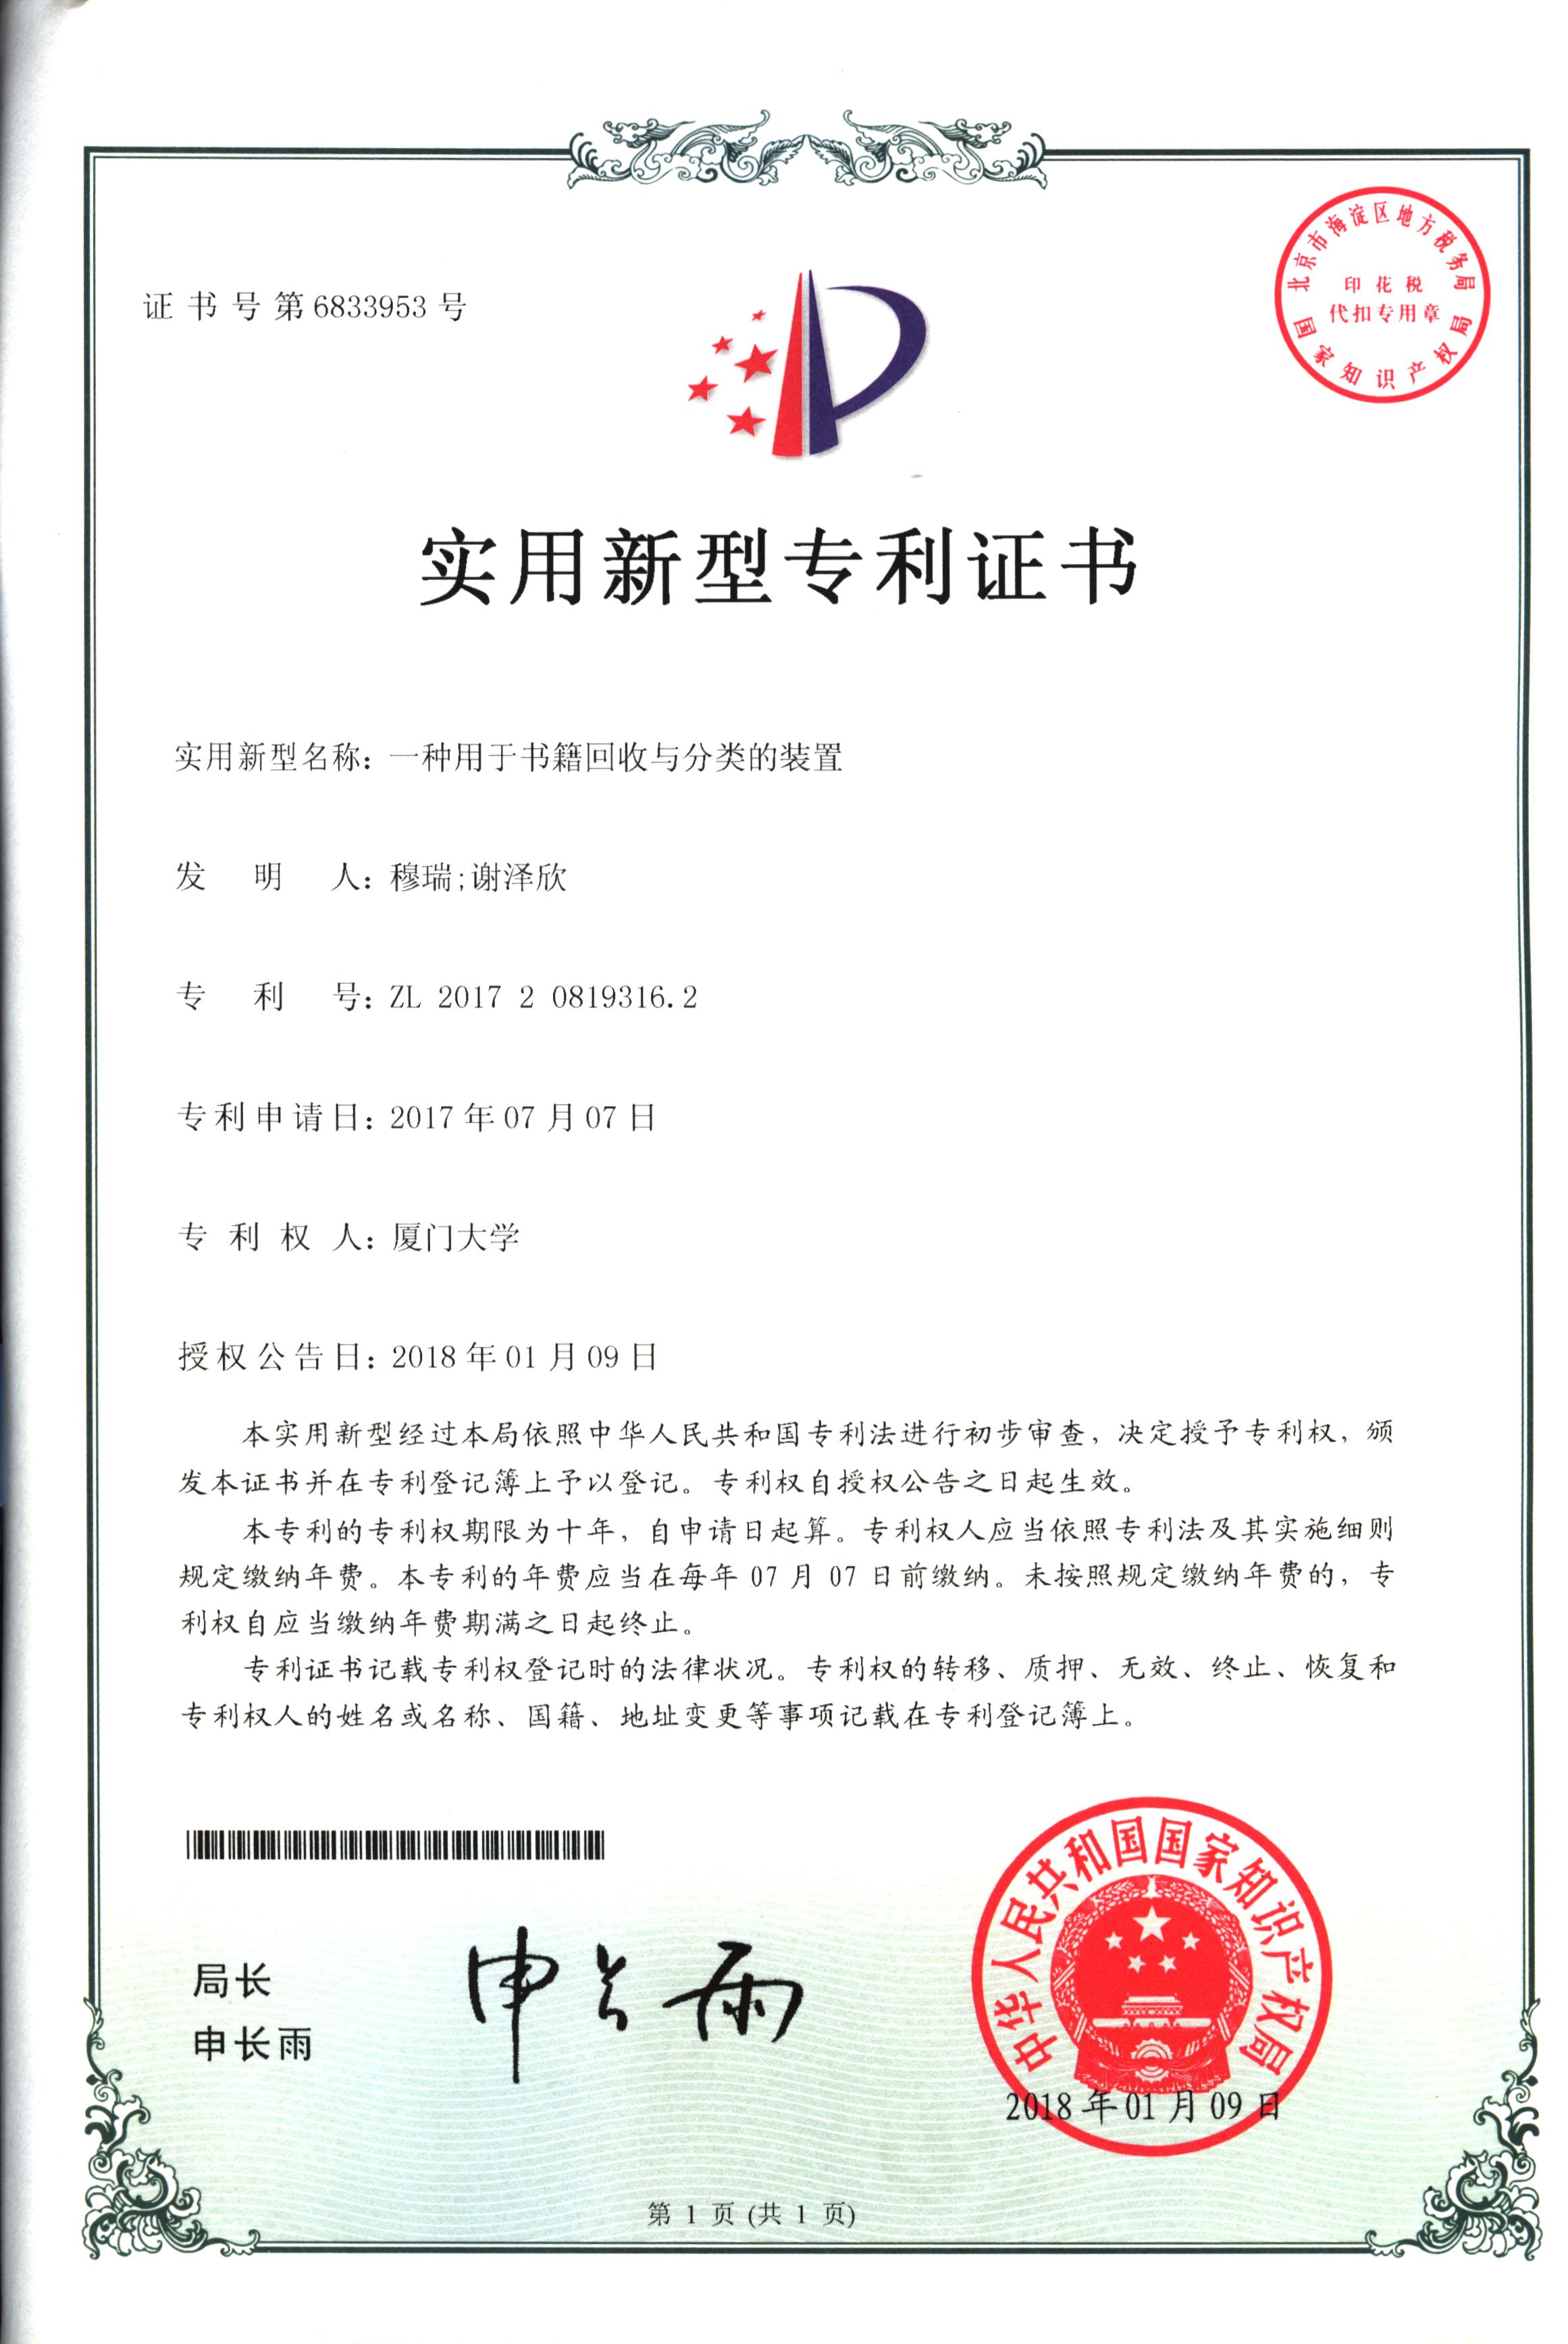 证书号第6833953号
北京市海淀区地方税务局
印花税
代扣专用章
国家知识产权局
实用新型专利证书
实用新型名称：一种用于书籍回收与分类的装置
发明人：穆瑞;谢泽欣
专利号：ZL 2017 2 0819316.2
专利申请日：2017年07月07日
专利权人：厦门大学
授权公告日：2018年01月09日
本实用新型经过本局依照中华人民共和国专利法进行初步审查，决定授予专利权，颁
发本证书并在专利登记簿上予以登记。专利权自授权公告之日起生效。
本专利的专利权期限为十年，自申请日起算。专利权人应当依照专利法及其实施细则
规定缴纳年费。本专利的年费应当在每年07月07日前缴纳。未按照规定缴纳年费的，专
利权自应当缴纳年费期满之日起终止。
专利证书记载专利权登记时的法律状况。专利权的转移、质押、无效、终止、恢复和
专利权人的姓名或名称、国籍、地址变更等事项记载在专利登记簿上。
局长
申长雨
申长雨
中华人民共和国国家知识产权局
2018年01月09日
第 1 页 (共 1 页)